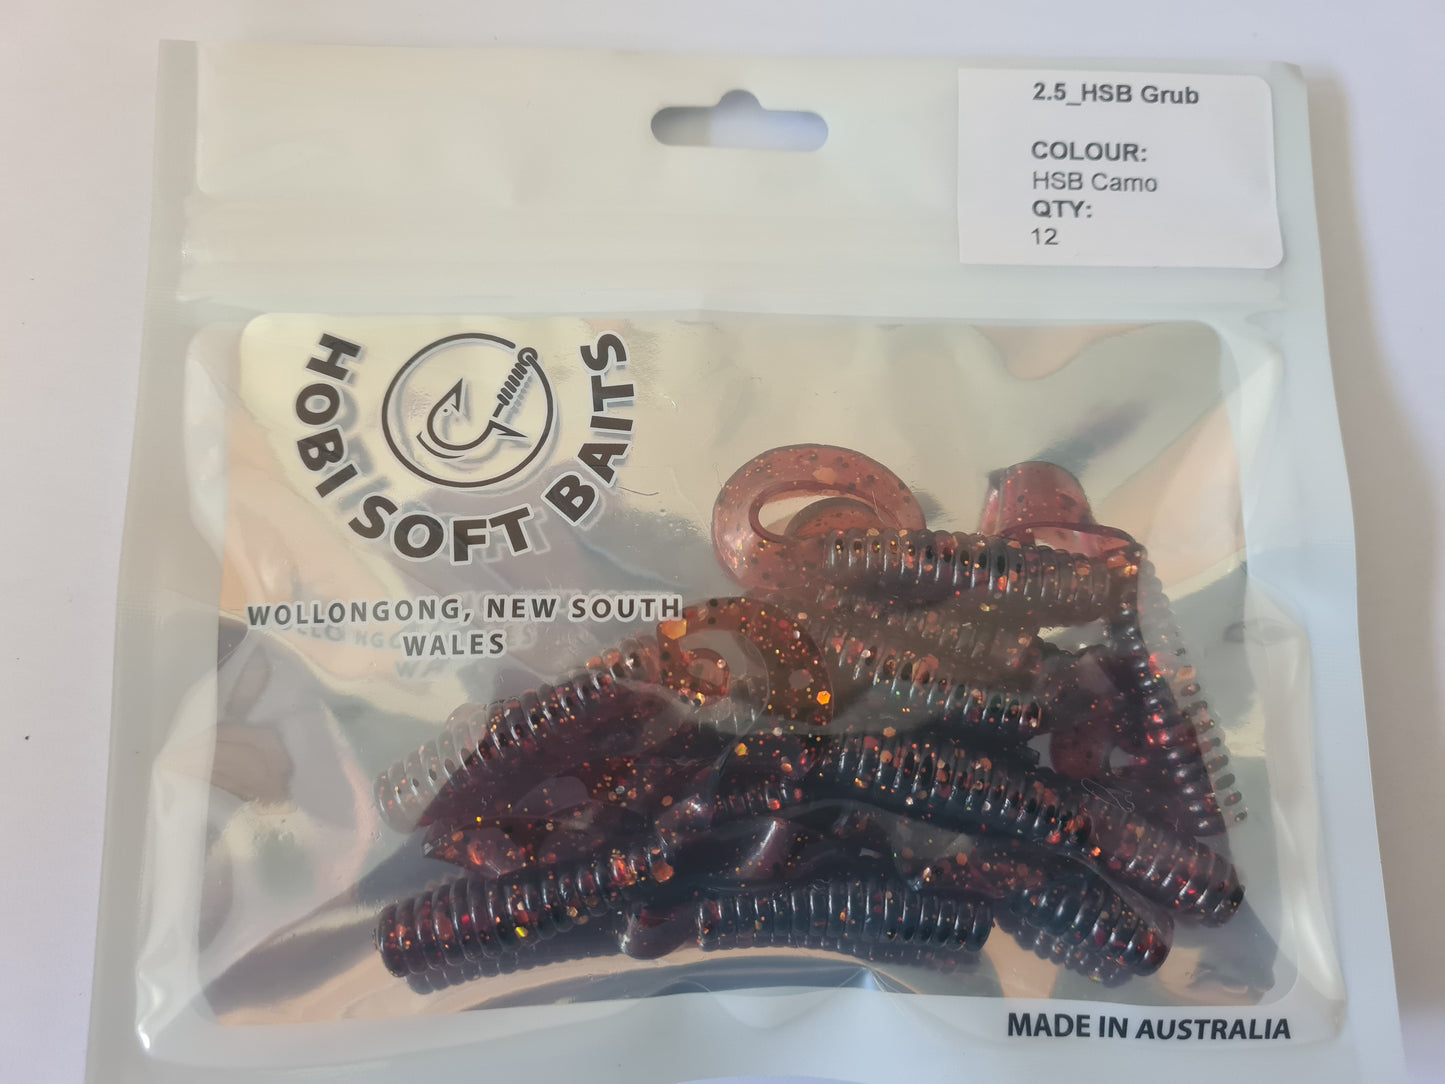 2.5_HSB Grub
COLOUR:
HSB Camo
QTY:
12
HOBI SOFT BAITS
WOLLONGONG, NEW SOUTH
WALES
MADE IN AUSTRALIA